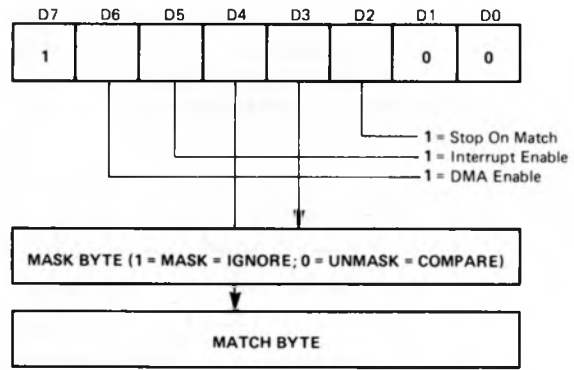 D7 D6 D5 D4 D3 D2 D1 D0
1 0 0
1 = Stop On Match
1 = Interrupt Enable
1 = DMA Enable
MASK BYTE (1 = MASK = IGNORE; 0 = UNMASK = COMPARE)
MATCH BYTE